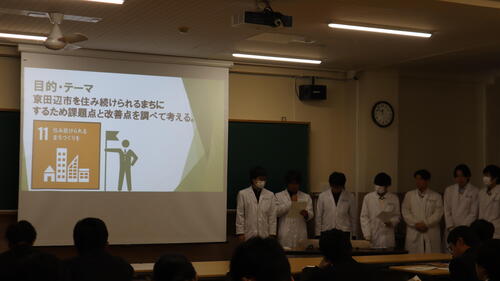 目的・テーマ
京田辺市を住み続けられるまちに
するため課題点と改善点を調べて考える。
11 住み続けられる
まちづくりを